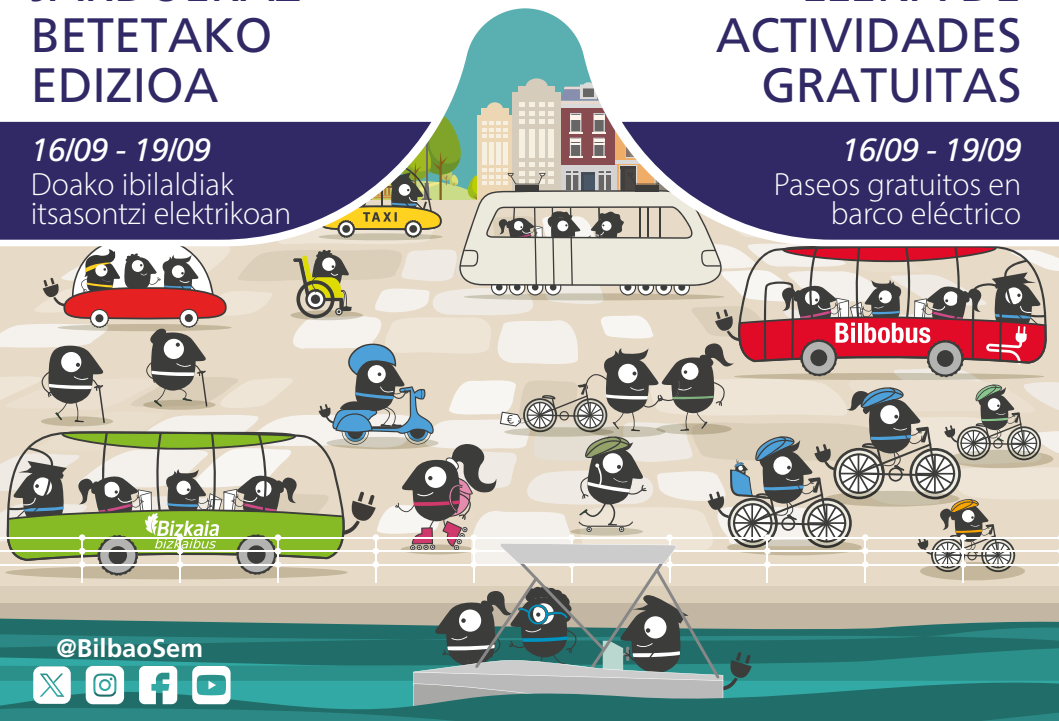 BETETAKO
EDIZIOA
ACTIVIDADES
GRATUITAS
16/09 - 19/09
Doako ibilaldiak
itsasontzi elektrikoan
16/09 - 19/09
Paseos gratuitos en
barco eléctrico
TAXI
Bilbobus
€
Bizkaia
bizkaibus
@BilbaoSem